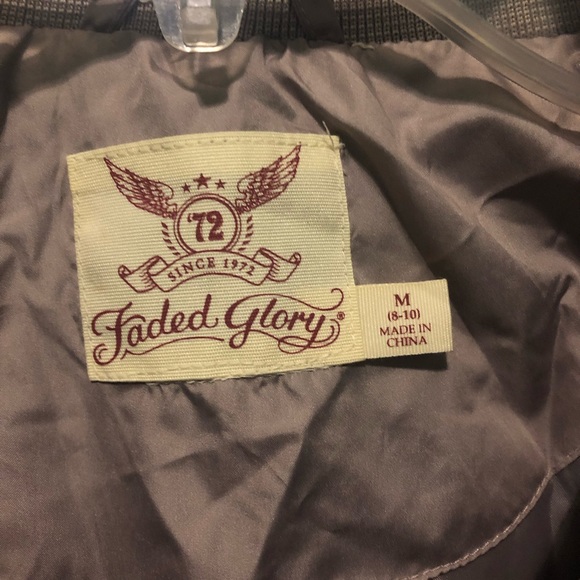 '72
SINCE 1972
Faded Glory®
M
(8-10)
MADE IN
CHINA